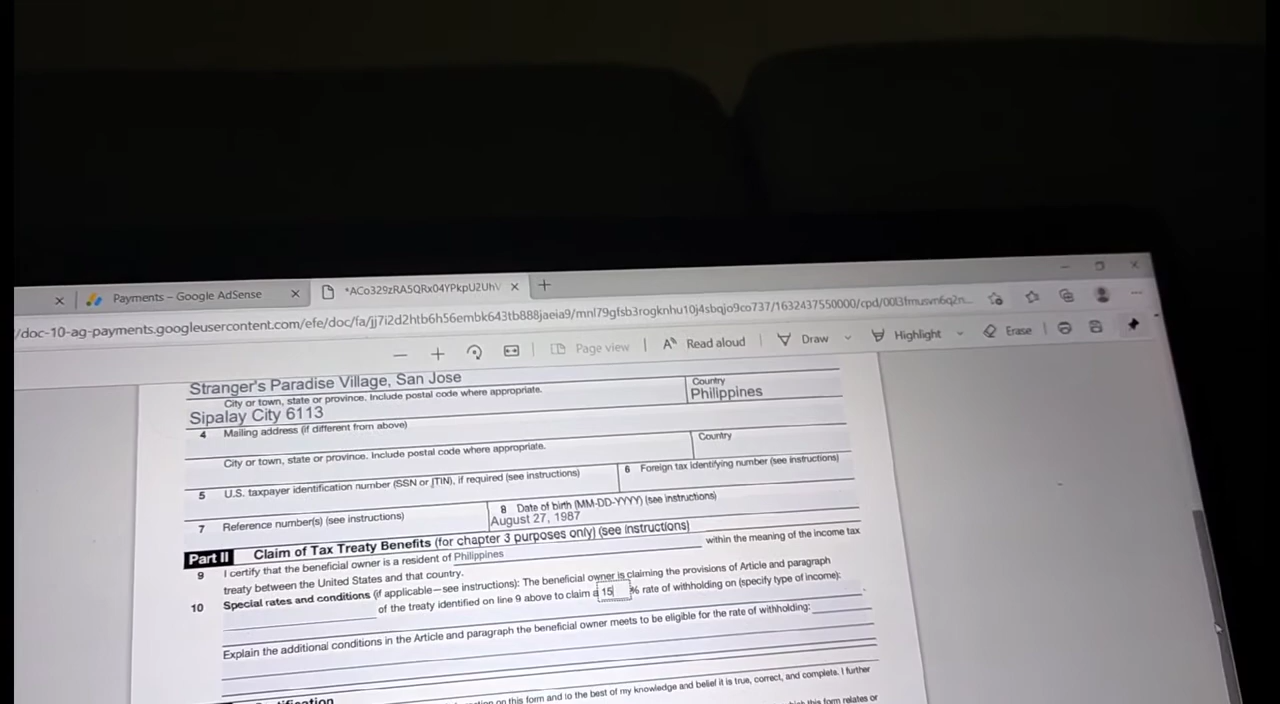 Payments – Google AdSense
*ACo329zRA5QRx04YPkpU2UhV
/doc-10-ag-payments.googleusercontent.com/efe/doc/fa/jj7i2d2htb6h56embk643tb888jaeia9/mnl79gfsb3rogknhu10j4sbqjo9co737/1632437550000/cpd/00l3fmusvn6q2n...
Page view
Read aloud
Draw
Highlight
Erase
Stranger's Paradise Village, San Jose
City or town, state or province. Include postal code where appropriate.
Country
Sipalay City 6113
Philippines
4 Mailing address (if different from above)
City or town, state or province. Include postal code where appropriate.
Country
5 U.S. taxpayer identification number (SSN or ITIN), if required (see instructions)
6 Foreign tax identifying number (see instructions)
7 Reference number(s) (see instructions)
8 Date of birth (MM-DD-YYYY) (see instructions)
August 27, 1987
Part II Claim of Tax Treaty Benefits (for chapter 3 purposes only) (see instructions)
9 I certify that the beneficial owner is a resident of Philippines within the meaning of the income tax
treaty between the United States and that country.
10 Special rates and conditions (if applicable—see instructions): The beneficial owner is claiming the provisions of Article and paragraph
of the treaty identified on line 9 above to claim a 15 % rate of withholding on (specify type of income):
Explain the additional conditions in the Article and paragraph the beneficial owner meets to be eligible for the rate of withholding:
on this form and to the best of my knowledge and belief it is true, correct, and complete. I further
this form relates or